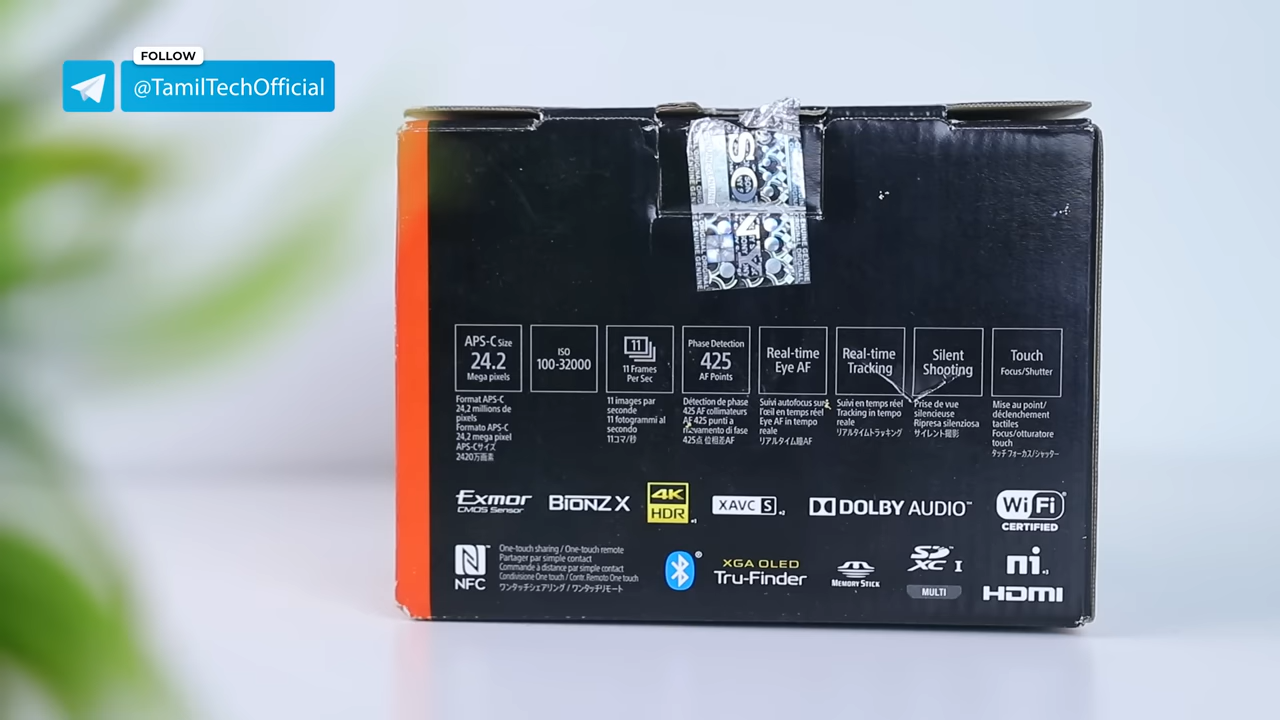 FOLLOW
@TamilTechOfficial
SONY
APS-C Size
24.2
Mega pixels
ISO
100-32000
11
11 Frames
Per Sec
Phase Detection
425
AF Points
Real-time
Eye AF
Real-time
Tracking
Silent
Shooting
Touch
Focus/Shutter
Format APS-C
24,2 millions de
pixels
Formato APS-C
24,2 mega pixel
APS-Cサイズ
2420万画素
11 images par
seconde
11 fotogrammi al
secondo
11コマ/秒
Détection de phase
425 AF collimateurs
AF 425 punti a
rilevamento di fase
425点 位相差AF
Suivi autofocus sur
l'œil en temps réel
Eye AF in tempo
reale
リアルタイム瞳AF
Suivi en temps réel
Tracking in tempo
reale
リアルタイムトラッキング
Prise de vue
silencieuse
Ripresa silenziosa
サイレント撮影
Mise au point/
déclenchement
tactiles
Focus/otturatore
touch
タッチフォーカス/シャッター
Exmor
CMOS Sensor
BIONZ X
4K
HDR
XAVC S
DOLBY AUDIO™
Wi Fi
CERTIFIED
NFC
One-touch sharing / One-touch remote
Partager par simple contact
Commande à distance par simple contact
Condivisione One touch / Contr. Remoto One touch
ワンタッチシェアリング / ワンタッチリモート
XGA OLED
Tru-Finder
MEMORY STICK
SD XC I
MULTI
HDMI